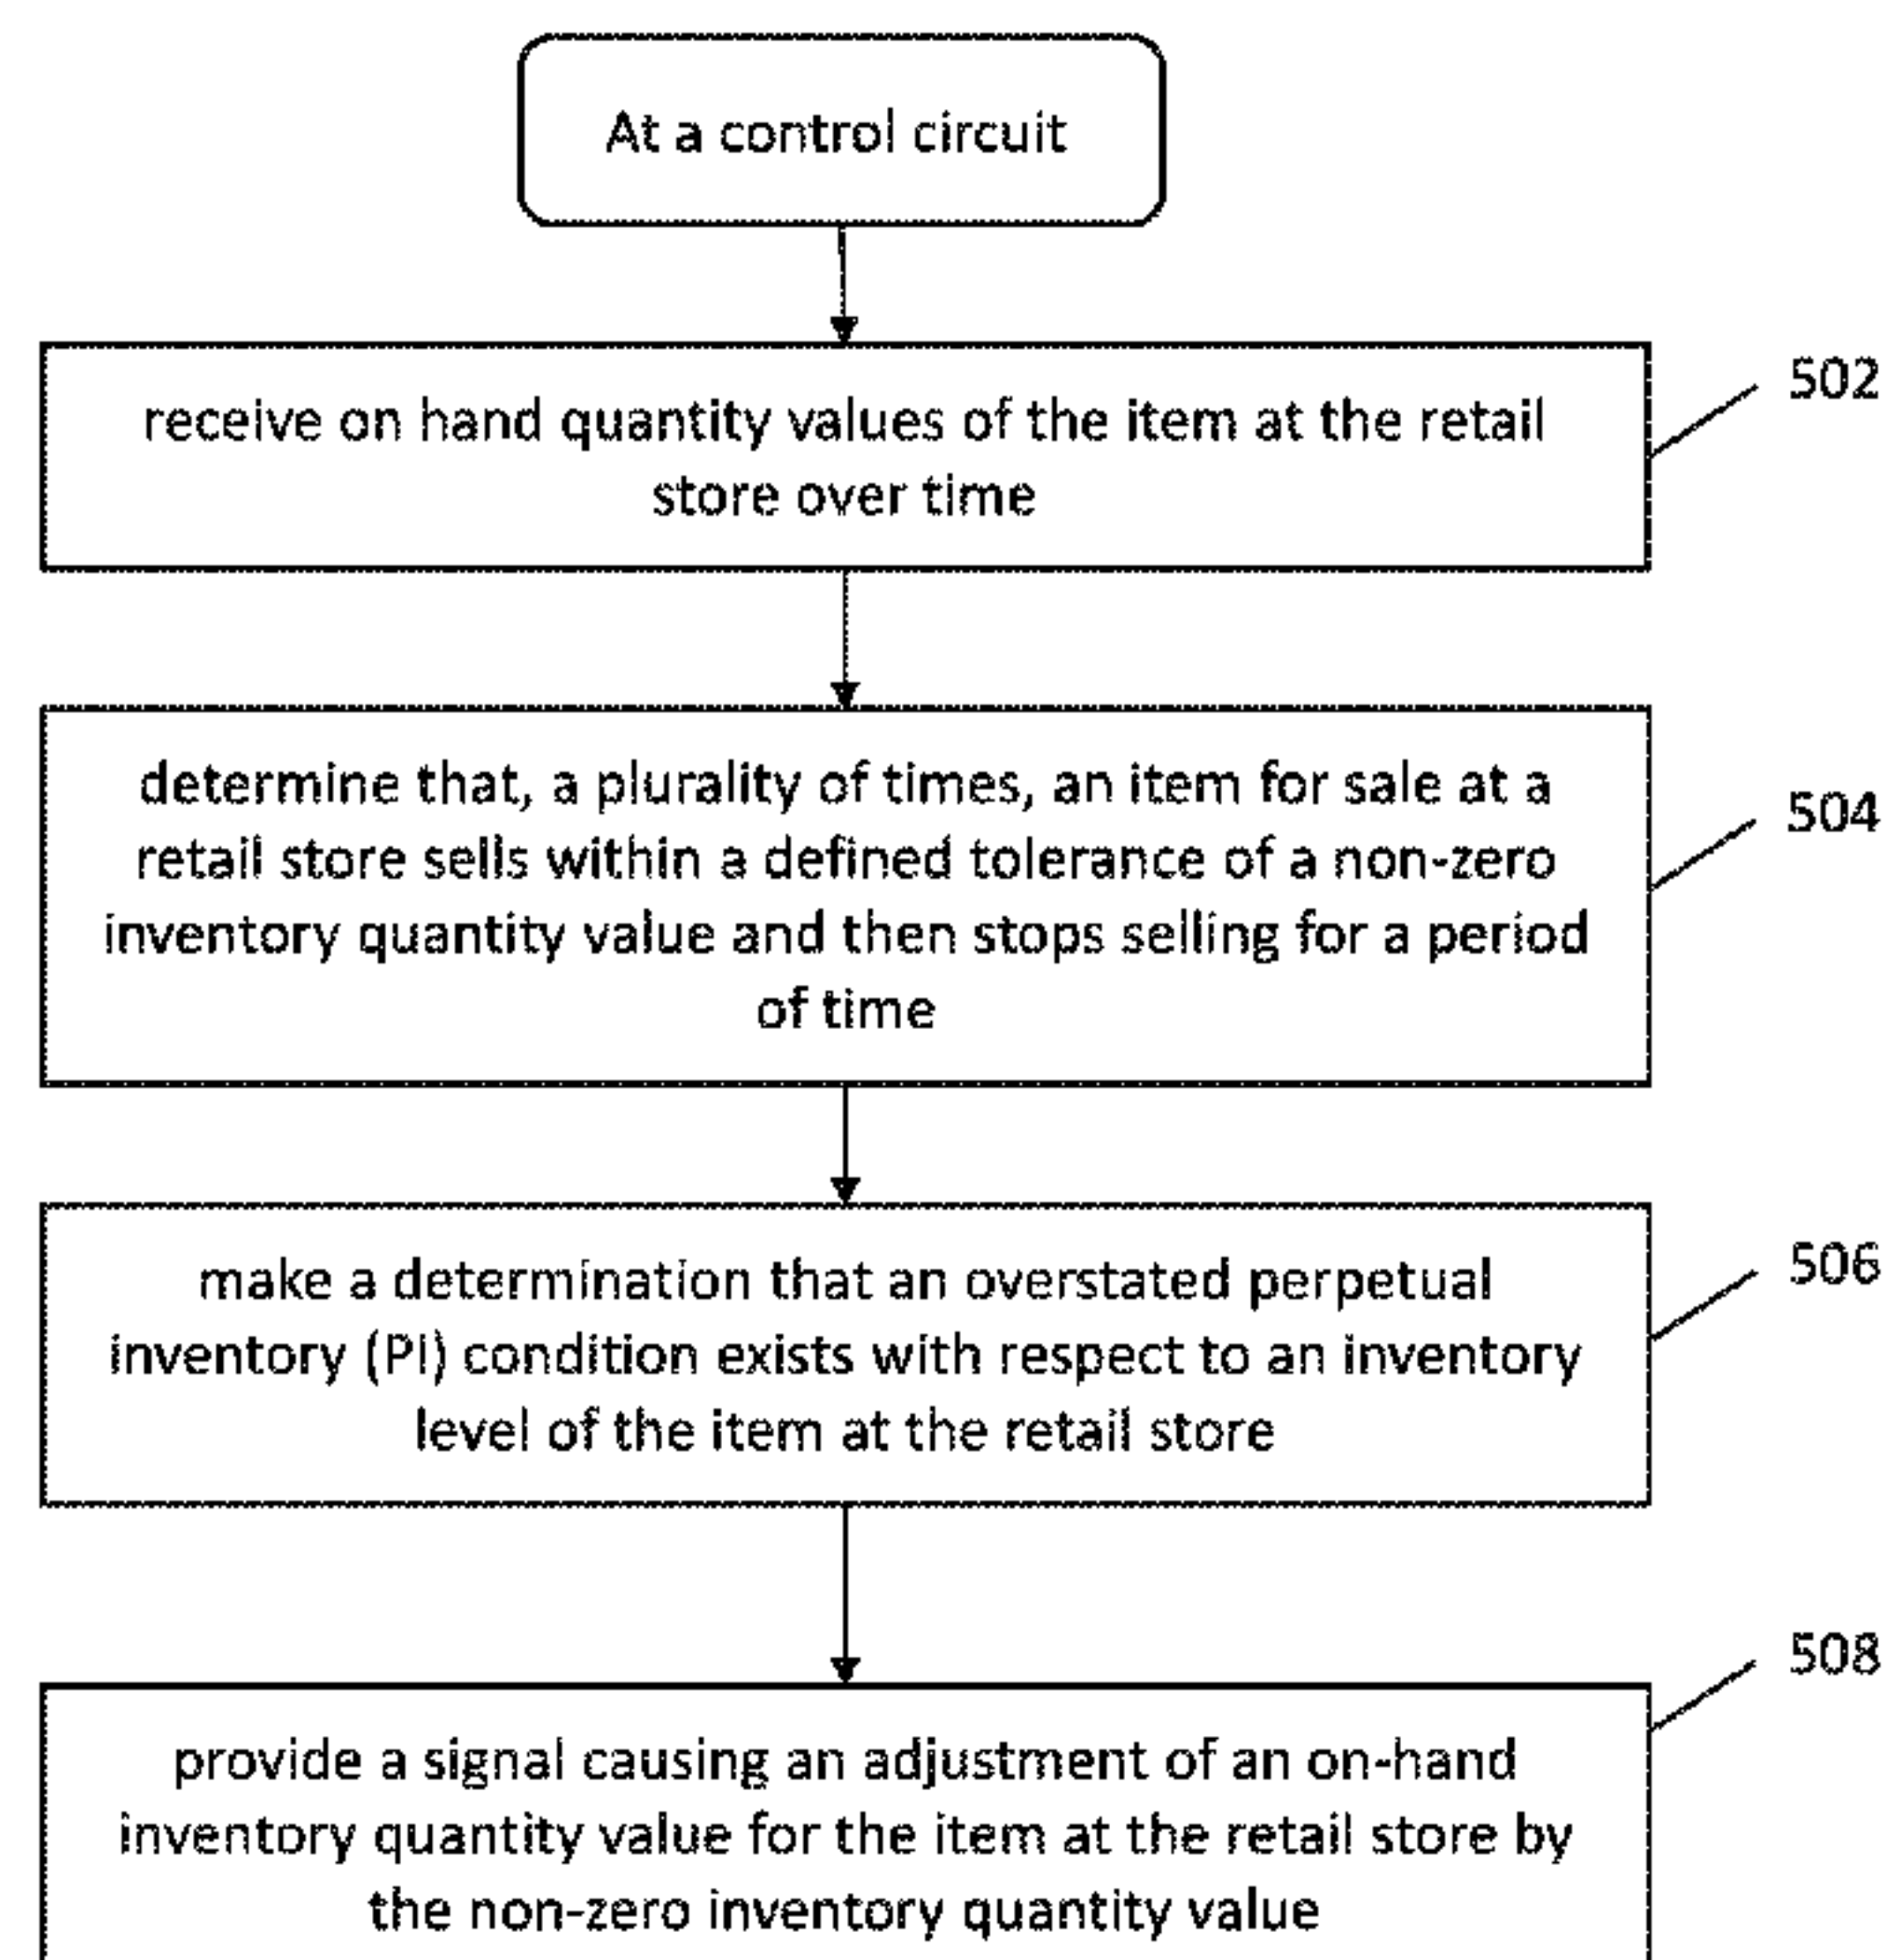 At a control circuit
502
receive on hand quantity values of the item at the retail
store over time
504
determine that, a plurality of times, an item for sale at a
retail store sells within a defined tolerance of a non-zero
inventory quantity value and then stops selling for a period
of time
506
make a determination that an overstated perpetual
inventory (PI) condition exists with respect to an inventory
level of the item at the retail store
508
provide a signal causing an adjustment of an on-hand
inventory quantity value for the item at the retail store by
the non-zero inventory quantity value